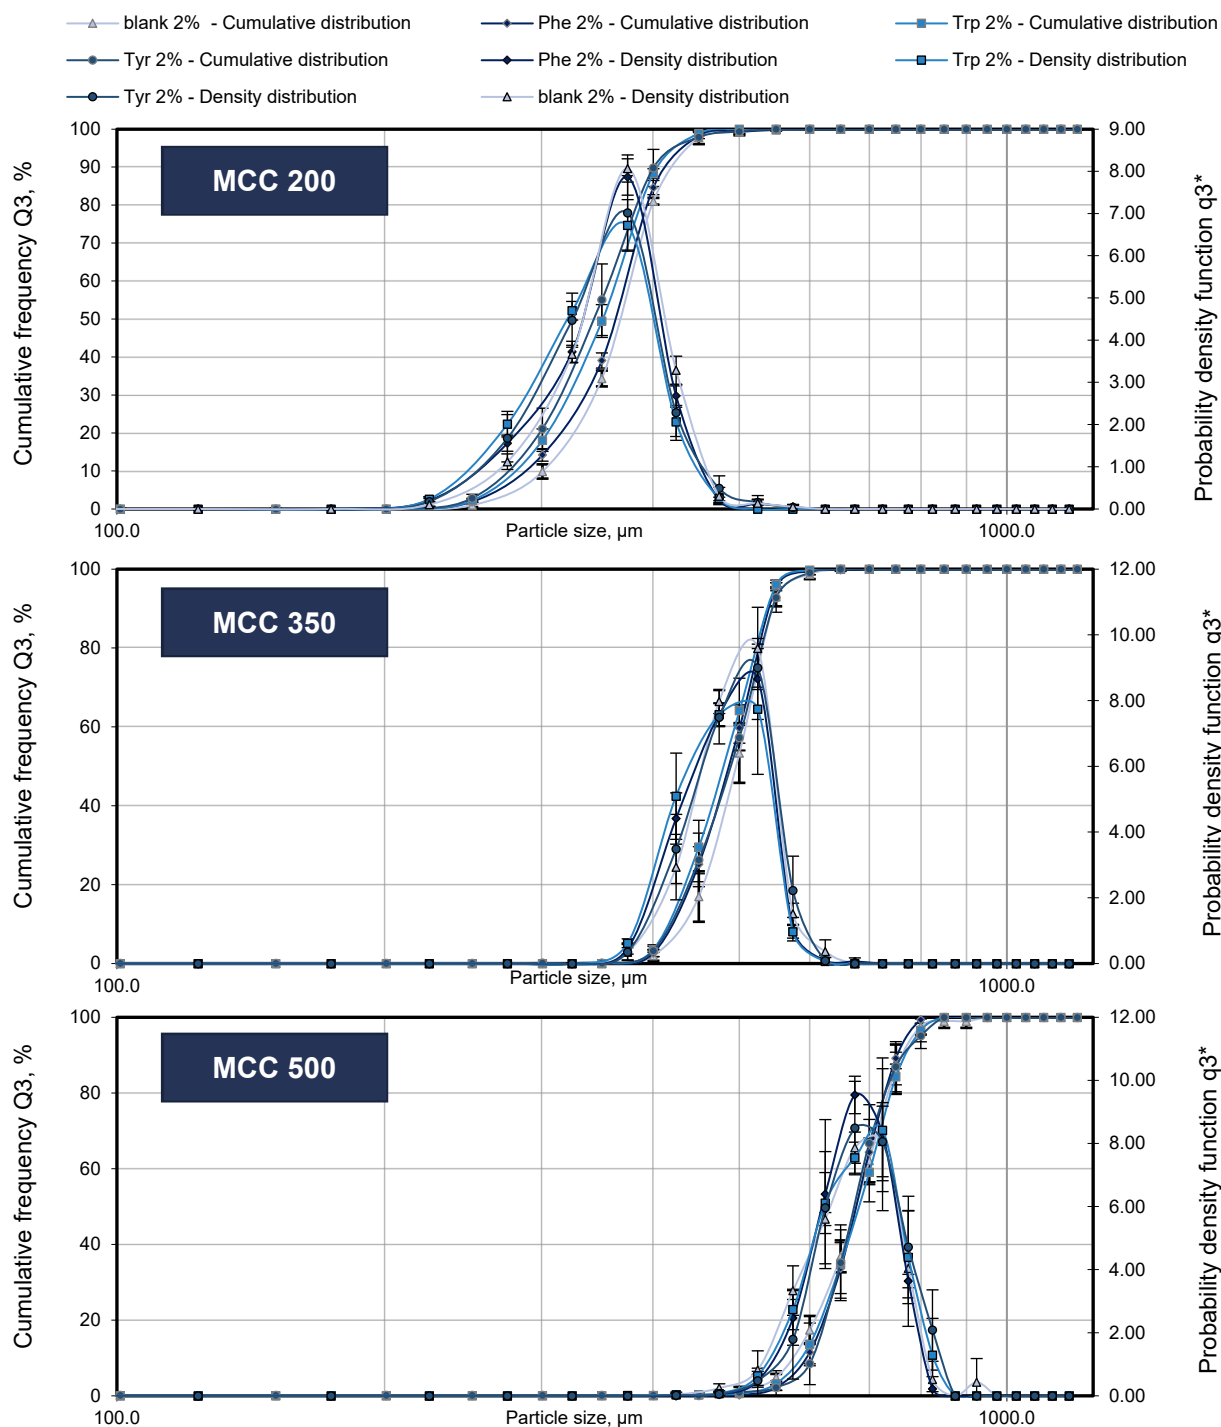 blank 2%  - Cumulative distribution
Phe 2% - Cumulative distribution
Trp 2% - Cumulative distribution
Tyr 2% - Cumulative distribution
Phe 2% - Density distribution
Trp 2% - Density distribution
Tyr 2% - Density distribution
blank 2% - Density distribution
Cumulative frequency Q3, %
100
90
80
70
60
50
40
30
20
10
0
MCC 200
9.00
8.00
7.00
6.00
5.00
4.00
3.00
2.00
1.00
0.00
Probability density function q3*
100.0
Particle size, µm
1000.0
Cumulative frequency Q3, %
100
80
60
40
20
0
MCC 350
12.00
10.00
8.00
6.00
4.00
2.00
0.00
Probability density function q3*
100.0
Particle size, µm
1000.0
Cumulative frequency Q3, %
100
80
60
40
20
0
MCC 500
12.00
10.00
8.00
6.00
4.00
2.00
0.00
Probability density function q3*
100.0
Particle size, µm
1000.0